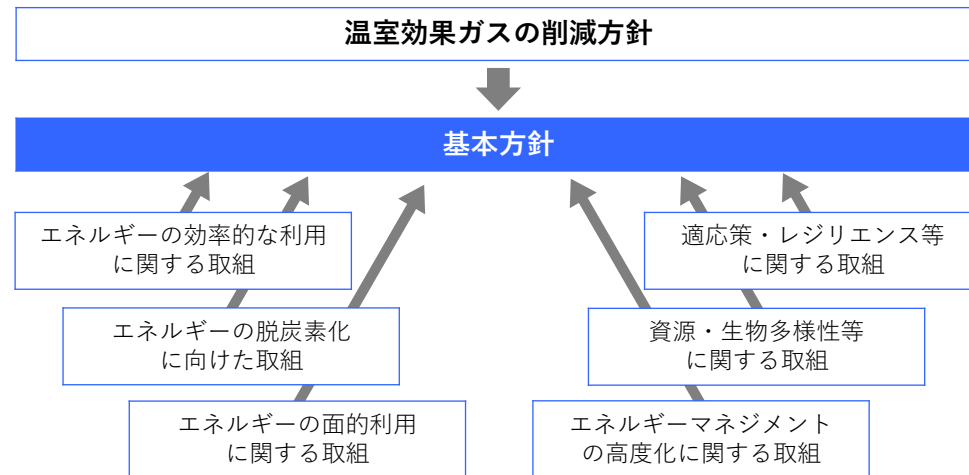 温室効果ガスの削減方針
基本方針
エネルギーの効率的な利用
に関する取組
エネルギーの脱炭素化
に向けた取組
エネルギーの面的利用
に関する取組
適応策・レジリエンス等
に関する取組
資源・生物多様性等
に関する取組
エネルギーマネジメント
の高度化に関する取組